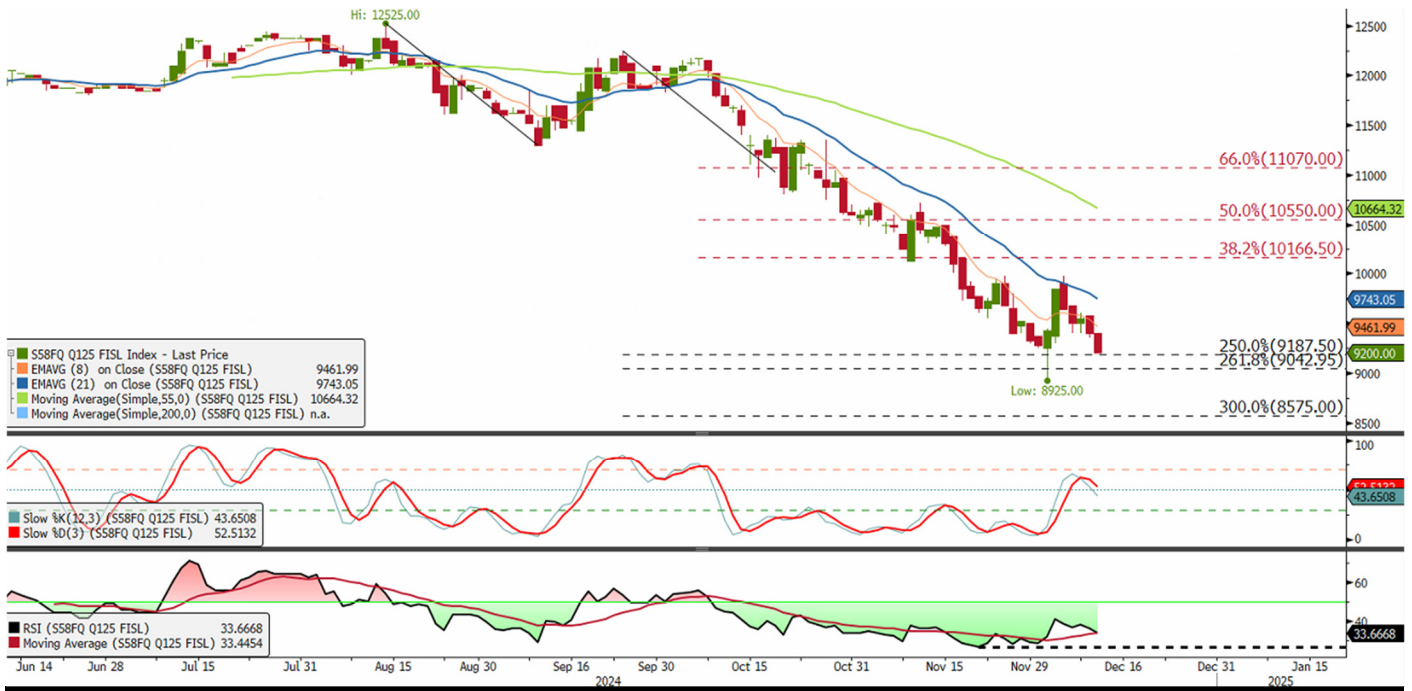 Hi: 12525.00
12500
12000
11500
66.0%(11070.00)
11000
10664.32
50.0%(10550.00)
10500
38.2%(10166.50)
10000
9743.05
9461.99
250.0%(9187.50)
9200.00
261.8%(9042.95)
9000
Low: 8925.00
300.0%(8575.00)
8500
S58FQ Q125 FISL Index - Last Price
EMAVG (8) on Close (S58FQ Q125 FISL) 9461.99
EMAVG (21) on Close (S58FQ Q125 FISL) 9743.05
Moving Average(Simple,55,0) (S58FQ Q125 FISL) 10664.32
Moving Average(Simple,200,0) (S58FQ Q125 FISL) n.a.
100
52.5132
43.6508
0
Slow %K(12,3) (S58FQ Q125 FISL) 43.6508
Slow %D(3) (S58FQ Q125 FISL) 52.5132
60
40
33.6668
RSI (S58FQ Q125 FISL) 33.6668
Moving Average (S58FQ Q125 FISL) 33.4454
Jun 14 Jun 28 Jul 15 Jul 31 Aug 15 Aug 30 Sep 16 Sep 30 Oct 15 Oct 31 Nov 15 Nov 29 Dec 16 Dec 31 Jan 15
2024 2025